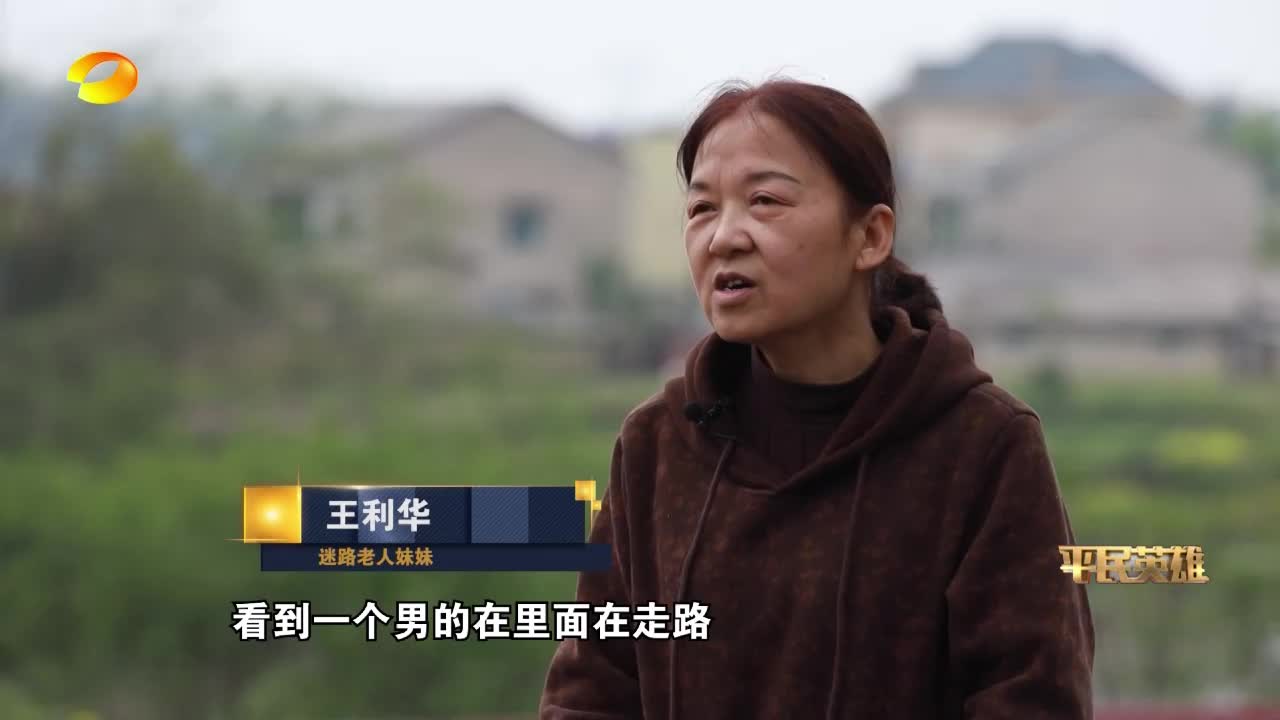 王利华
迷路老人妹妹
平民英雄
看到一个男的在里面在走路